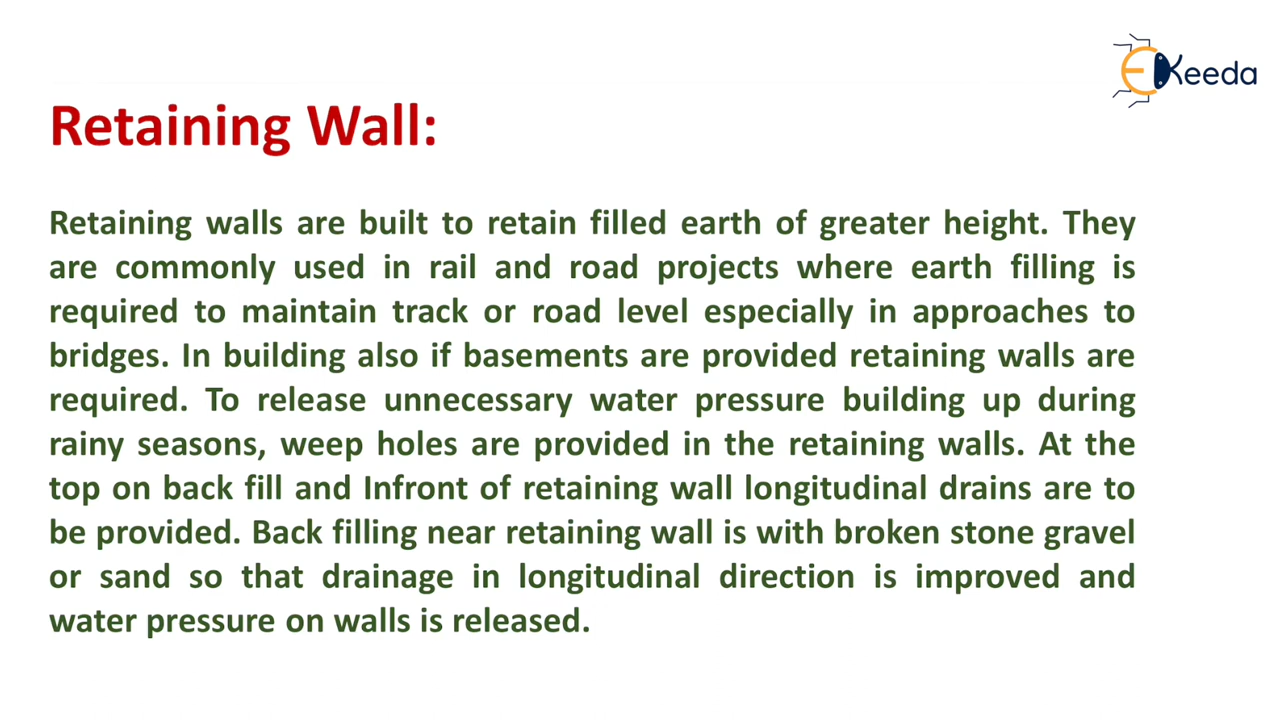 EKeeda
Retaining Wall:
Retaining walls are built to retain filled earth of greater height. They
are commonly used in rail and road projects where earth filling is
required to maintain track or road level especially in approaches to
bridges. In building also if basements are provided retaining walls are
required. To release unnecessary water pressure building up during
rainy seasons, weep holes are provided in the retaining walls. At the
top on back fill and Infront of retaining wall longitudinal drains are to
be provided. Back filling near retaining wall is with broken stone gravel
or sand so that drainage in longitudinal direction is improved and
water pressure on walls is released.